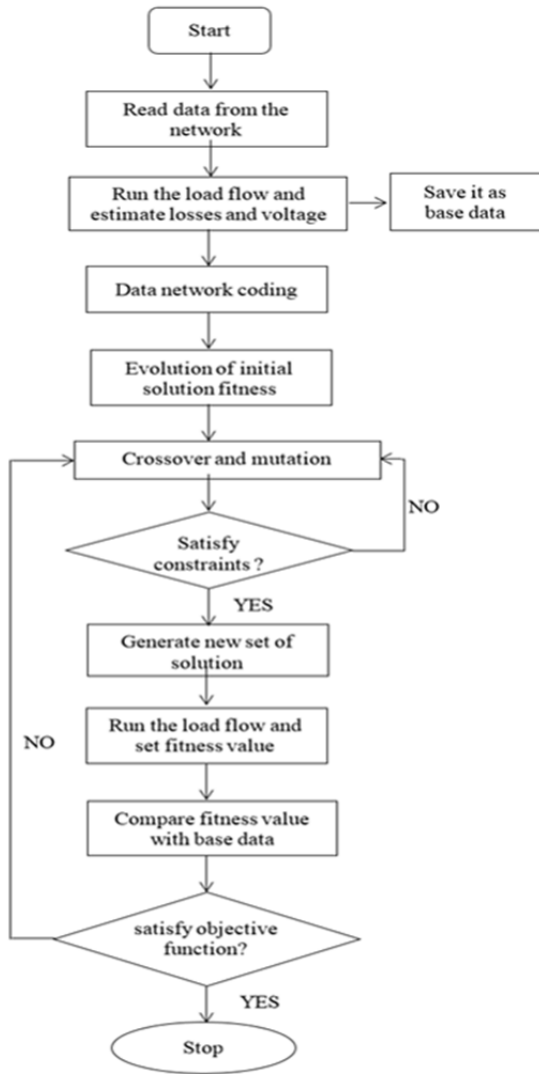 Start
Read data from the
network
Run the load flow and
estimate losses and voltage
Save it as
base data
Data network coding
Evolution of initial
solution fitness
Crossover and mutation
NO
Satisfy
constraints ?
YES
Generate new set of
solution
Run the load flow and
set fitness value
NO
Compare fitness value
with base data
satisfy objective
function?
YES
Stop